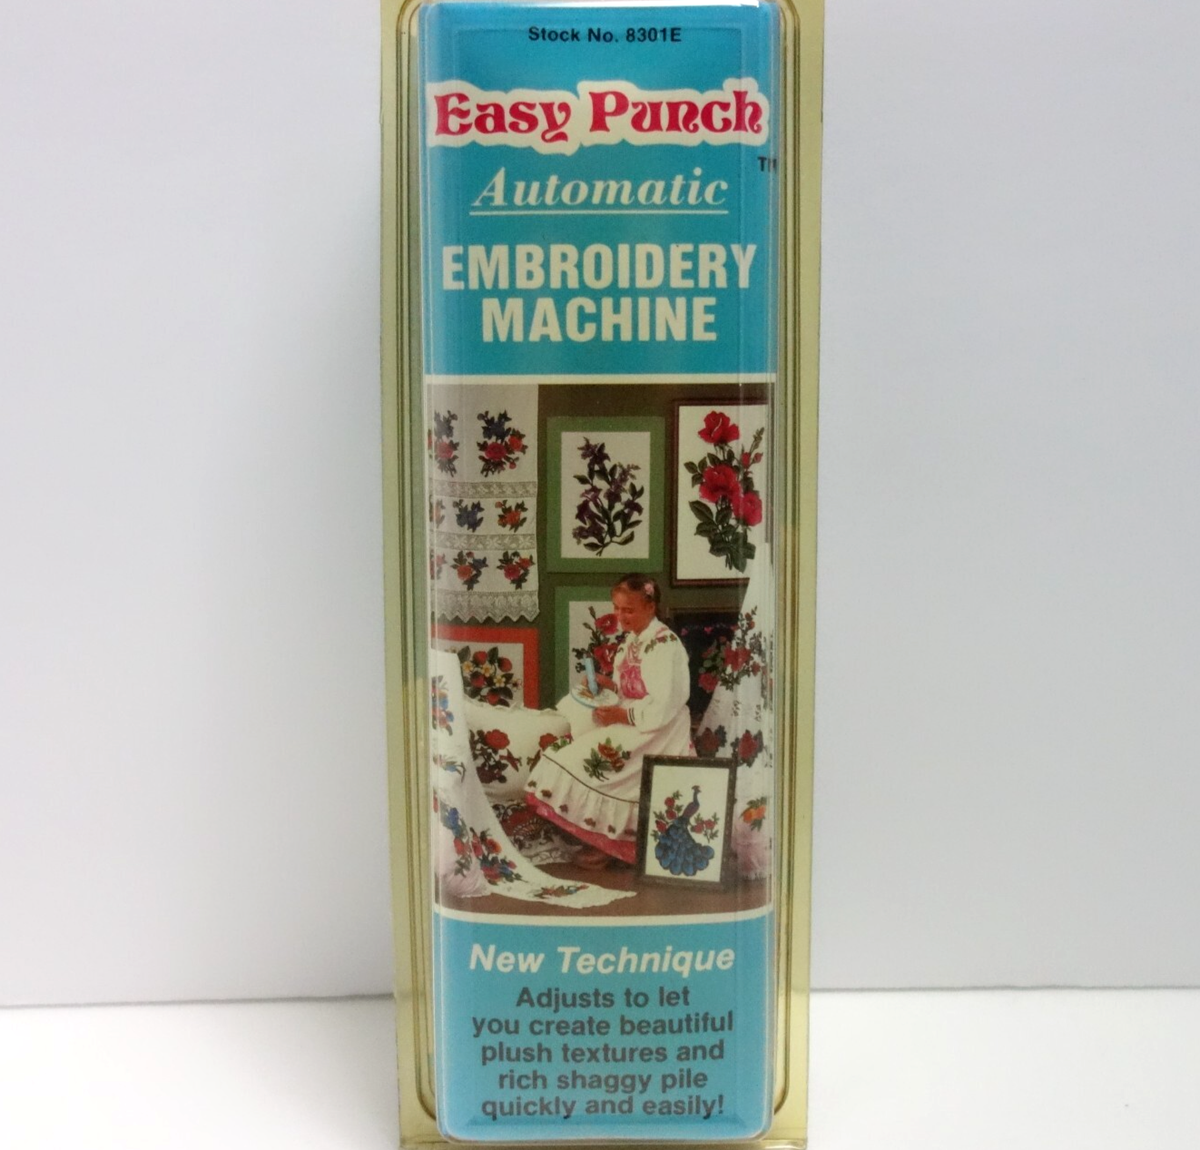 Stock No. 8301E
Easy Punch
TM
Automatic
EMBROIDERY
MACHINE
New Technique
Adjusts to let
you create beautiful
plush textures and
rich shaggy pile
quickly and easily!